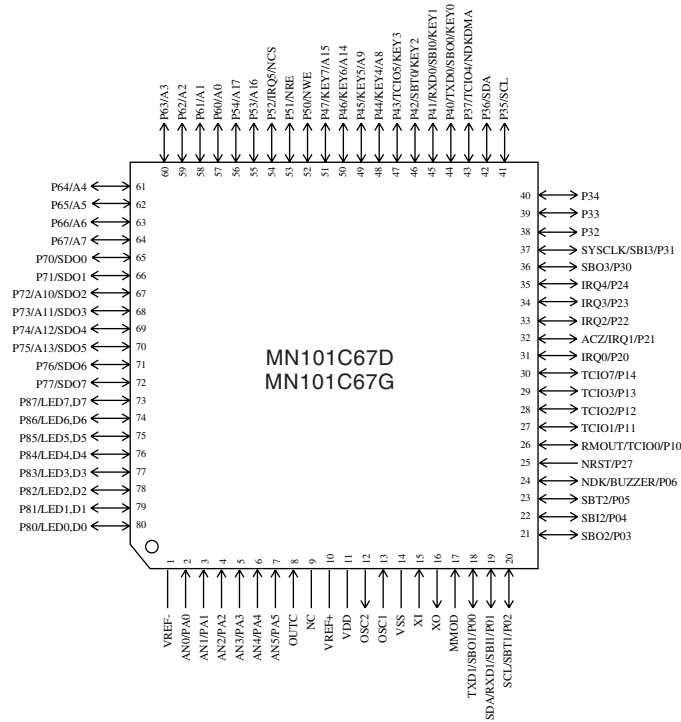 P63/A3
P62/A2
P61/A1
P60/A0
P54/A17
P53/A16
P52/IRQ5/NCS
P51/NRE
P50/NWE
P47/KEY7/A15
P46/KEY6/A14
P45/KEY5/A9
P44/KEY4/A8
P43/TCIO5/KEY3
P42/SBT0/KEY2
P41/RXD0/SBI0/KEY1
P40/TXD0/SBO0/KEY0
P37/TCIO4/NDKDMA
P36/SDA
P35/SCL
60
59
58
57
56
55
54
53
52
51
50
49
48
47
46
45
44
43
42
41
P64/A4 61
P65/A5 62
P66/A6 63
P67/A7 64
P70/SDO0 65
P71/SDO1 66
P72/A10/SDO2 67
P73/A11/SDO3 68
P74/A12/SDO4 69
P75/A13/SDO5 70
P76/SDO6 71
P77/SDO7 72
P87/LED7,D7 73
P86/LED6,D6 74
P85/LED5,D5 75
P84/LED4,D4 76
P83/LED3,D3 77
P82/LED2,D2 78
P81/LED1,D1 79
P80/LED0,D0 80
MN101C67D
MN101C67G
40 P34
39 P33
38 P32
37 SYSCLK/SBI3/P31
36 SBO3/P30
35 IRQ4/P24
34 IRQ3/P23
33 IRQ2/P22
32 ACZ/IRQ1/P21
31 IRQ0/P20
30 TCIO7/P14
29 TCIO3/P13
28 TCIO2/P12
27 TCIO1/P11
26 RMOUT/TCIO0/P10
25 NRST/P27
24 NDK/BUZZER/P06
23 SBT2/P05
22 SBI2/P04
21 SBO2/P03
1
2
3
4
5
6
7
8
9
10
11
12
13
14
15
16
17
18
19
20
VREF-
AN0/PA0
AN1/PA1
AN2/PA2
AN3/PA3
AN4/PA4
AN5/PA5
OUTC
NC
VREF+
VDD
OSC2
OSC1
VSS
XI
XO
MMOD
TXD1/SBO1/P00
SDA/RXD1/SBI1/P01
SCL/SBT1/P02